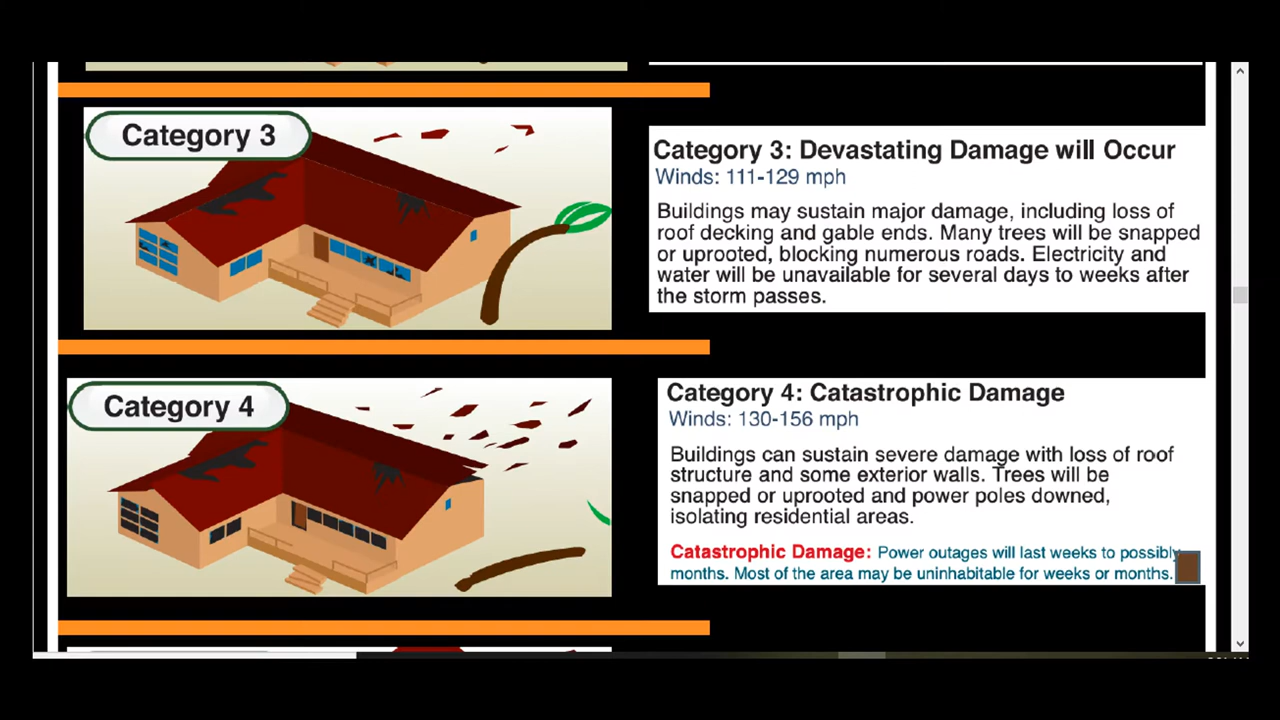 Category 3
Category 3: Devastating Damage will Occur
Winds: 111-129 mph
Buildings may sustain major damage, including loss of
roof decking and gable ends. Many trees will be snapped
or uprooted, blocking numerous roads. Electricity and
water will be unavailable for several days to weeks after
the storm passes.
Category 4
Category 4: Catastrophic Damage
Winds: 130-156 mph
Buildings can sustain severe damage with loss of roof
structure and some exterior walls. Trees will be
snapped or uprooted and power poles downed,
isolating residential areas.
Catastrophic Damage: Power outages will last weeks to possibly
months. Most of the area may be uninhabitable for weeks or months.